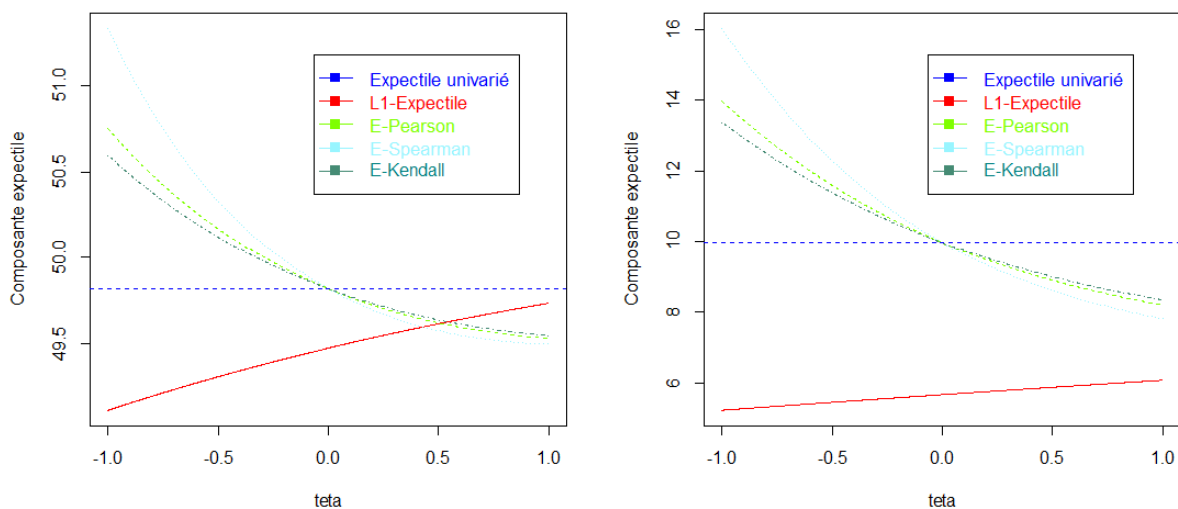 Composante expectile
51.0
50.5
50.0
49.5
Expectile univarié
L1-Expectile
E-Pearson
E-Spearman
E-Kendall
-1.0 -0.5 0.0 0.5 1.0
teta
Composante expectile
16
14
12
10
8
6
Expectile univarié
L1-Expectile
E-Pearson
E-Spearman
E-Kendall
-1.0 -0.5 0.0 0.5 1.0
teta